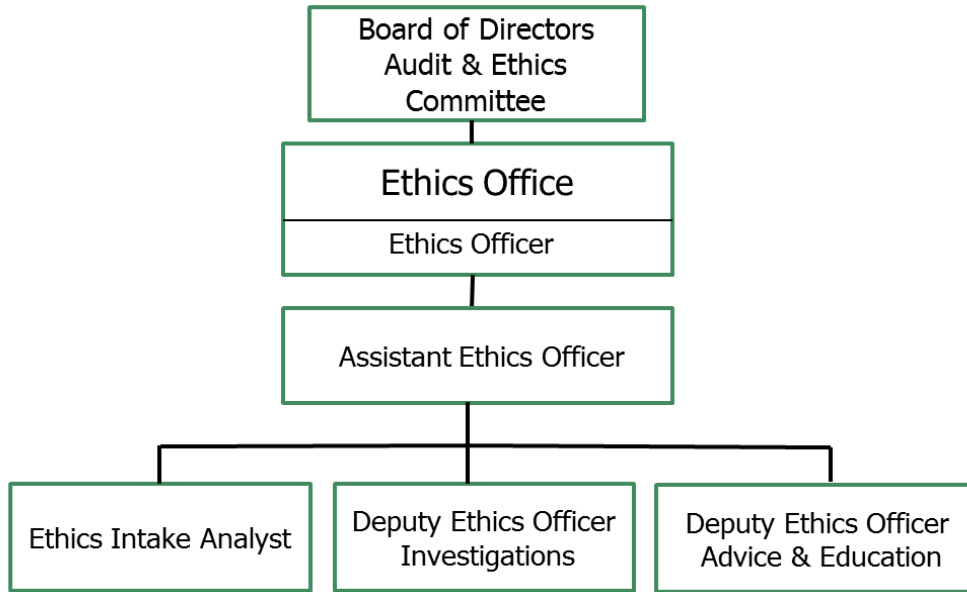 Board of Directors
Audit & Ethics
Committee
Ethics Office
Ethics Officer
Assistant Ethics Officer
Ethics Intake Analyst
Deputy Ethics Officer
Investigations
Deputy Ethics Officer
Advice & Education